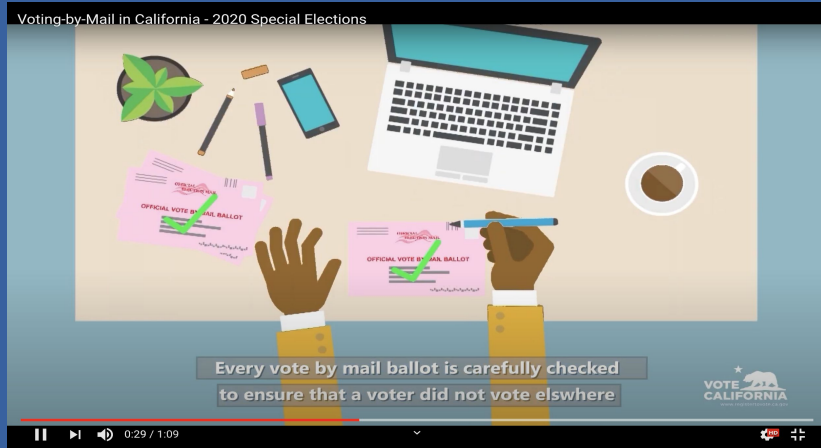 Voting-by-Mail in California - 2020 Special Elections
OFFICIAL VOTE BY MAIL BALLOT
OFFICIAL VOTE BY MAIL BALLOT
Every vote by mail ballot is carefully checked
to ensure that a voter did not vote elswhere
VOTE
CALIFORNIA
0:29 / 1:09
HD